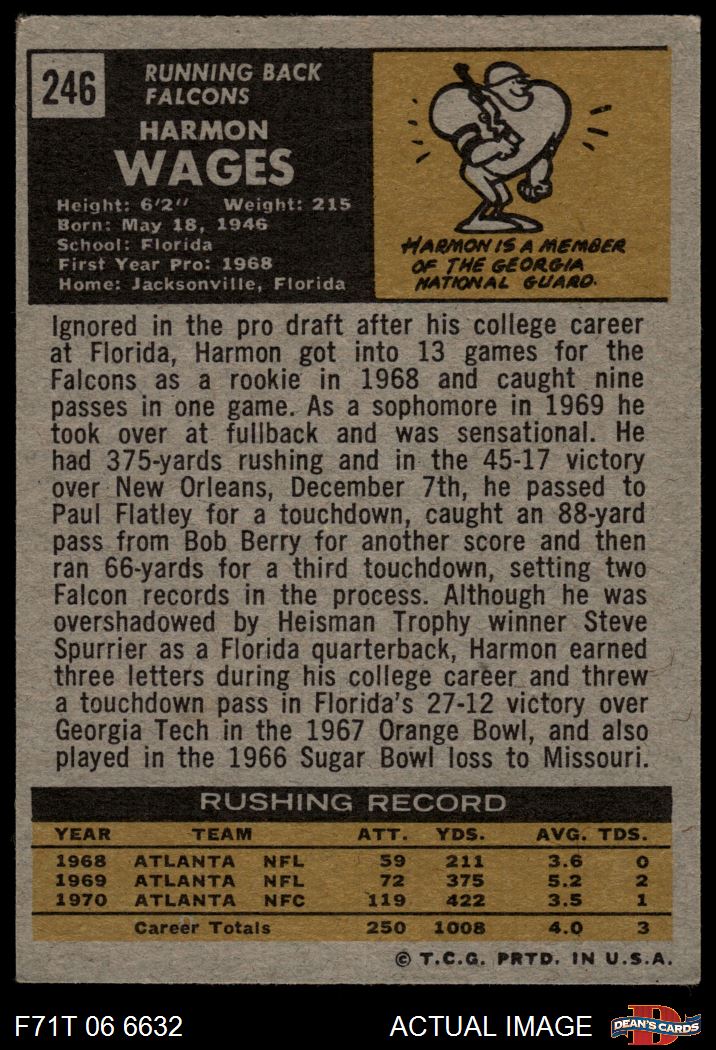 246
RUNNING BACK
FALCONS
HARMON
WAGES
Height: 6'2" Weight: 215
Born: May 18, 1946
School: Florida
First Year Pro: 1968
Home: Jacksonville, Florida
HARMON IS A MEMBER
OF THE GEORGIA
NATIONAL GUARD.
Ignored in the pro draft after his college career
at Florida, Harmon got into 13 games for the
Falcons as a rookie in 1968 and caught nine
passes in one game. As a sophomore in 1969 he
took over at fullback and was sensational. He
had 375-yards rushing and in the 45-17 victory
over New Orleans, December 7th, he passed to
Paul Flatley for a touchdown, caught an 88-yard
pass from Bob Berry for another score and then
ran 66-yards for a third touchdown, setting two
Falcon records in the process. Although he was
overshadowed by Heisman Trophy winner Steve
Spurrier as a Florida quarterback, Harmon earned
three letters during his college career and threw
a touchdown pass in Florida's 27-12 victory over
Georgia Tech in the 1967 Orange Bowl, and also
played in the 1966 Sugar Bowl loss to Missouri.
RUSHING RECORD
YEAR TEAM ATT. YDS. AVG. TDS.
1968 ATLANTA NFL 59 211 3.6 0
1969 ATLANTA NFL 72 375 5.2 2
1970 ATLANTA NFC 119 422 3.5 1
Career Totals 250 1008 4.0 3
© T.C.G. PRTD. IN U.S.A.
F71T 06 6632 ACTUAL IMAGE D DEAN'S CARDS